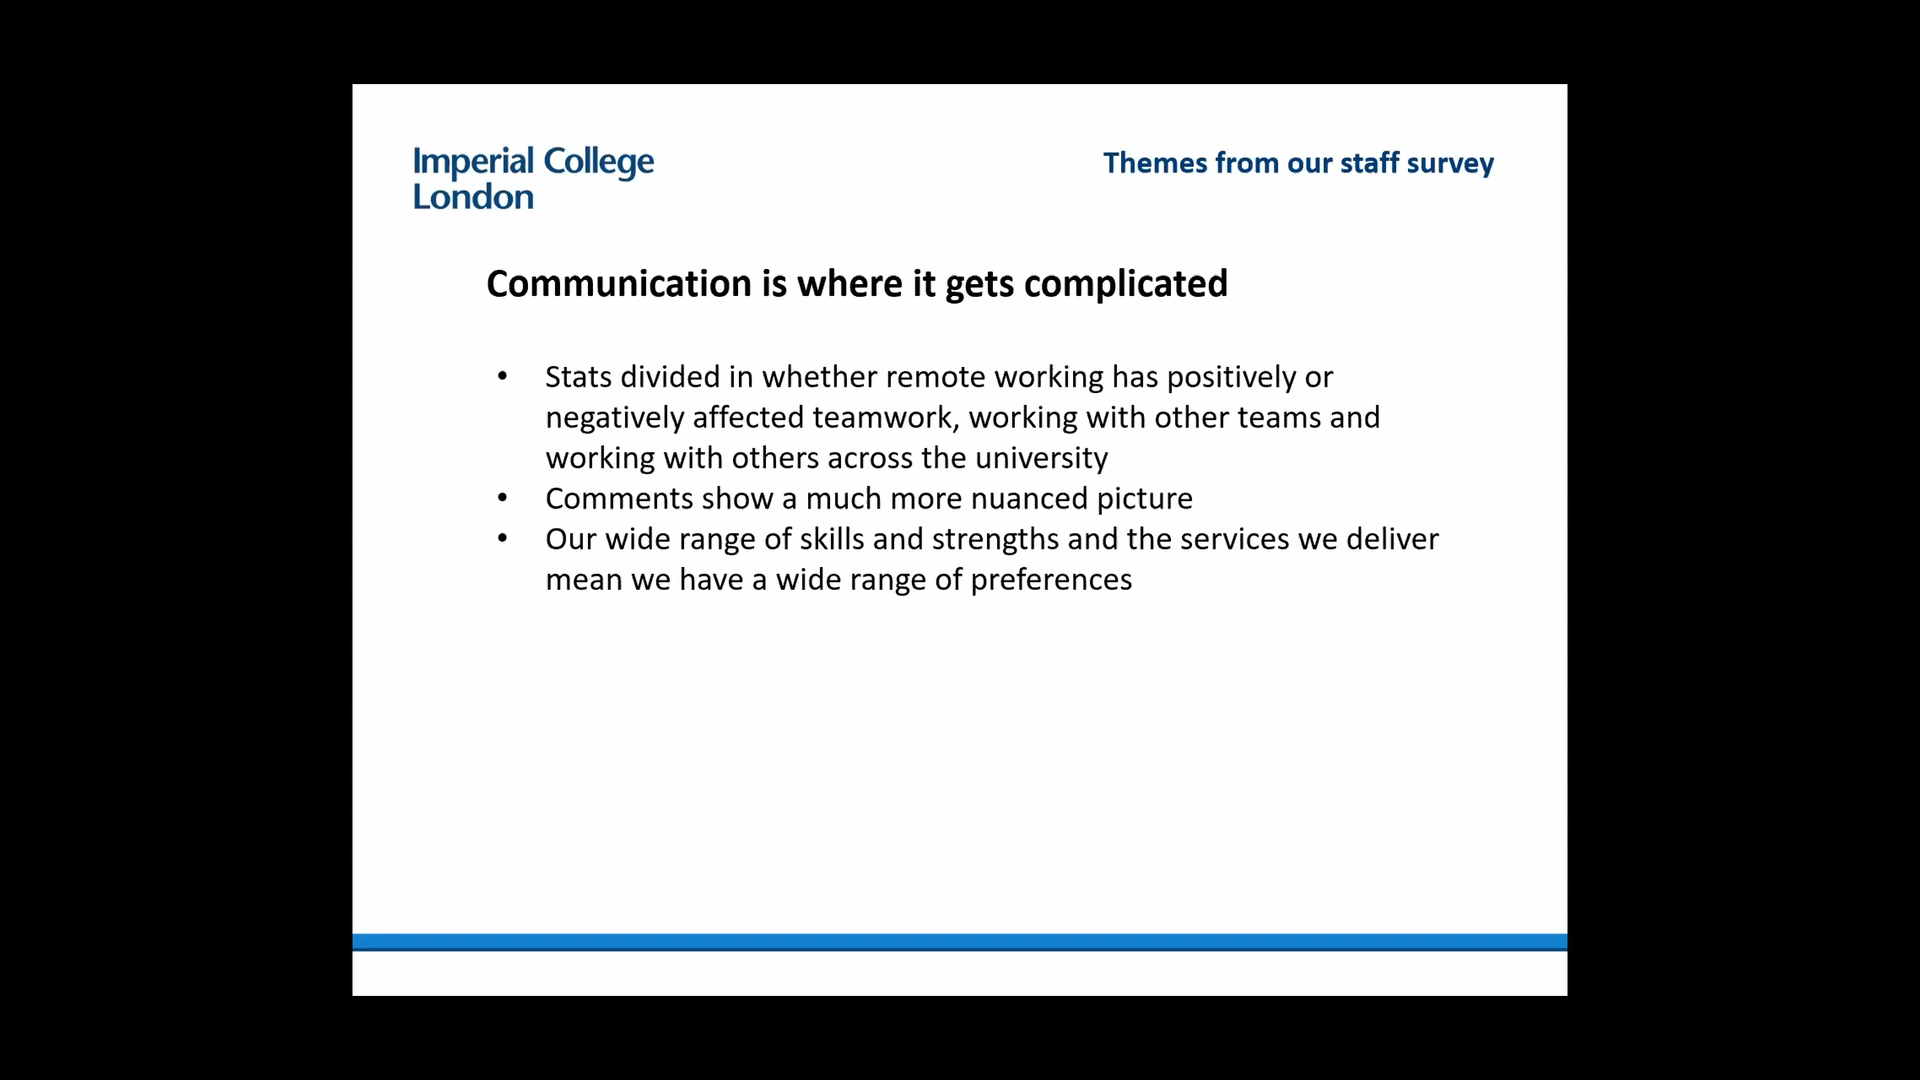 Imperial College
London
Themes from our staff survey
Communication is where it gets complicated
• Stats divided in whether remote working has positively or
negatively affected teamwork, working with other teams and
working with others across the university
• Comments show a much more nuanced picture
• Our wide range of skills and strengths and the services we deliver
mean we have a wide range of preferences